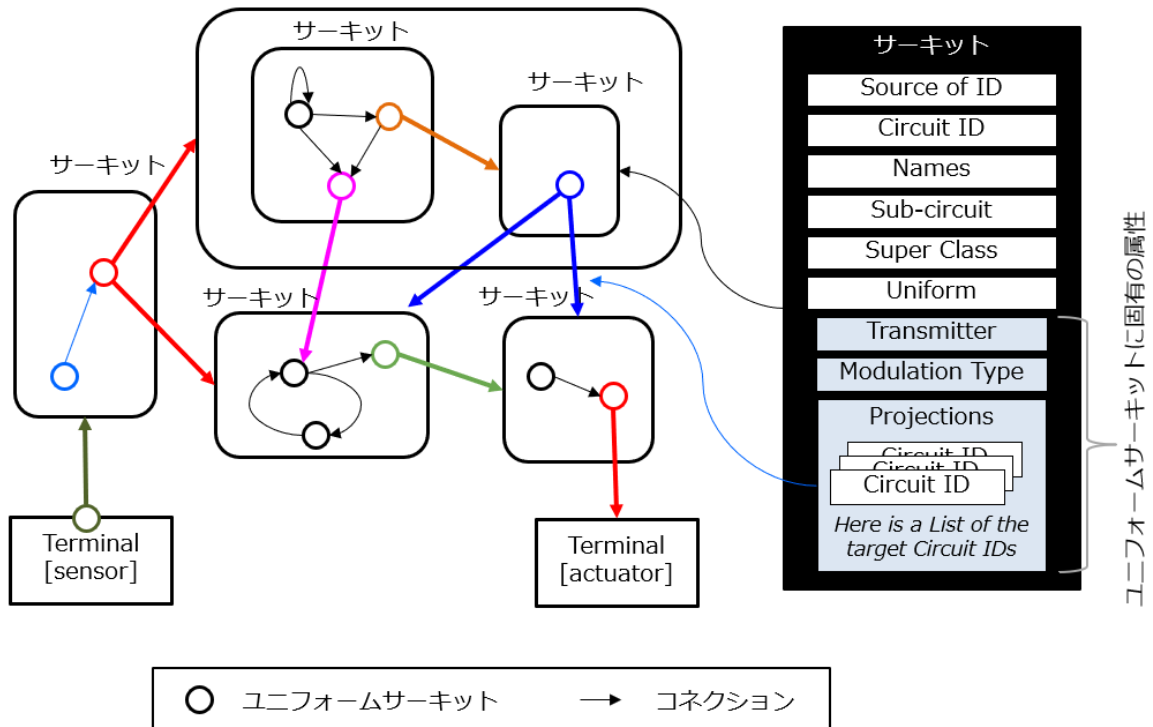 サーキット
サーキット
サーキット
サーキット
サーキット
Terminal
[sensor]
Terminal
[actuator]
サーキット
Source of ID
Circuit ID
Names
Sub-circuit
Super Class
Uniform
Transmitter
Modulation Type
Projections
Circuit ID
Circuit ID
Circuit ID
Here is a List of the
target Circuit IDs
ユニフォームサーキットに固有の属性
ユニフォームサーキット
コネクション